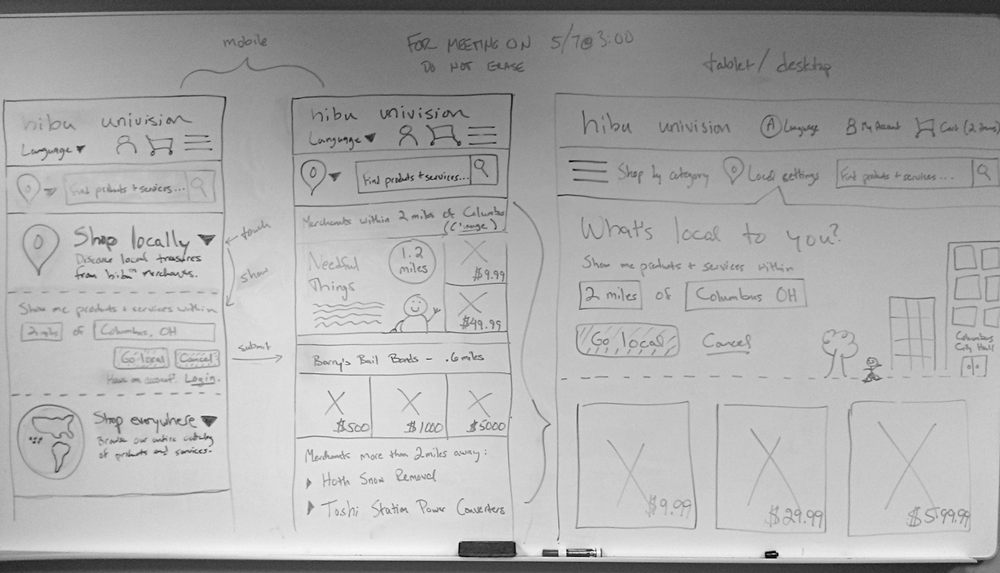 mobile
FOR MEETING ON 5/7@3:00
DO NOT ERASE
tablet/desktop
hibu univision
Language
Find products + services...
Shop locally
Discover local treasures
from hibu™ merchants.
Show me products + services within
2 miles of Columbus, OH
Go local Cancel
Have an account? Login.
Shop everywhere
Browse our entire catalog
of products and services.
touch
show
submit
hibu univision
Language
Find products + services...
Merchants within 2 miles of Columbus
(Change)
Needful
Things
1.2
miles
$9.99
$49.99
Barry's Bail Bonds - .6 miles
$500 $1000 $5000
Merchants more than 2 miles away:
Hoth Snow Removal
Toshi Station Power Converters
hibu univision A Language My Account Cart (2 items)
Shop by category Local settings Find products + services...
What's local to you?
Show me products + services within
2 miles of Columbus OH
Go local Cancel
Columbus
City Hall
$9.99 $29.99 $599.99